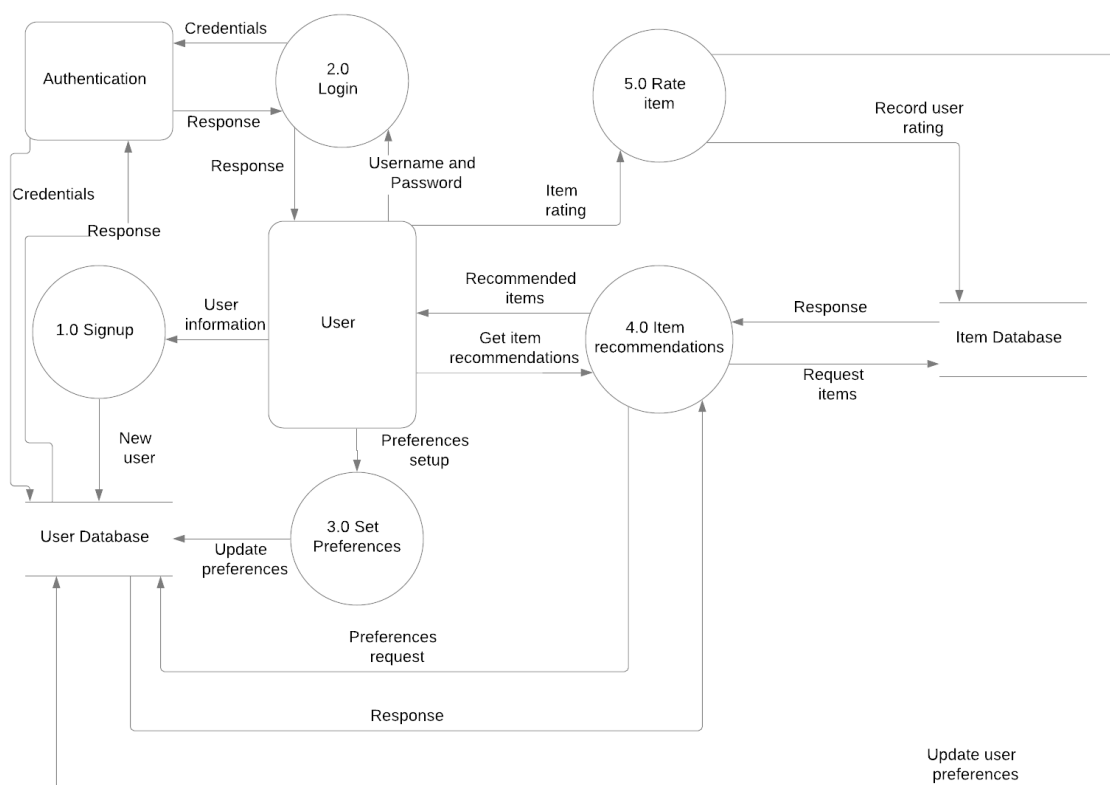 Credentials
Authentication
2.0
Login
5.0 Rate
item
Response
Record user
rating
Response
Username and
Password
Credentials
Item
rating
Response
Recommended
items
User
information
1.0 Signup
User
4.0 Item
recommendations
Response
Item Database
Get item
recommendations
Request
items
New
user
Preferences
setup
3.0 Set
Preferences
User Database
Update
preferences
Preferences
request
Response
Update user
preferences